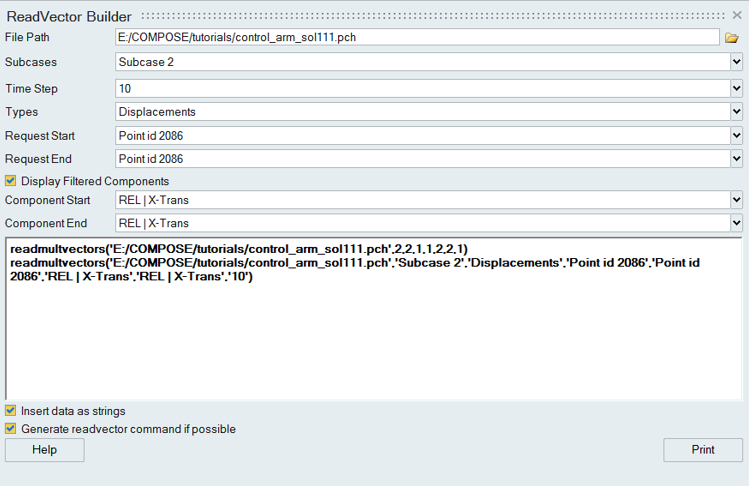 ReadVector Builder
File Path
E:/COMPOSE/tutorials/control_arm_sol111.pch
Subcases
Subcase 2
Time Step
10
Types
Displacements
Request Start
Point id 2086
Request End
Point id 2086
Display Filtered Components
Component Start
REL | X-Trans
Component End
REL | X-Trans
readmultvectors('E:/COMPOSE/tutorials/control_arm_sol111.pch',2,2,1,1,2,2,1)
readmultvectors('E:/COMPOSE/tutorials/control_arm_sol111.pch','Subcase 2','Displacements','Point id 2086','Point id
2086','REL | X-Trans','REL | X-Trans','10')
Insert data as strings
Generate readvector command if possible
Help
Print